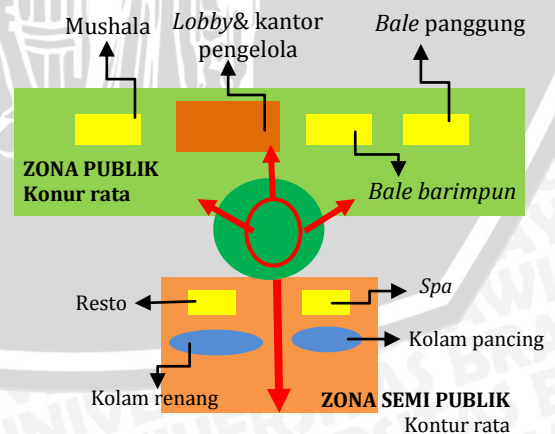 Mushala
Lobby& kantor
pengelola
Bale panggung
ZONA PUBLIK
Konur rata
Bale barimpun
Resto
Spa
Kolam pancing
Kolam renang
ZONA SEMI PUBLIK
Kontur rata